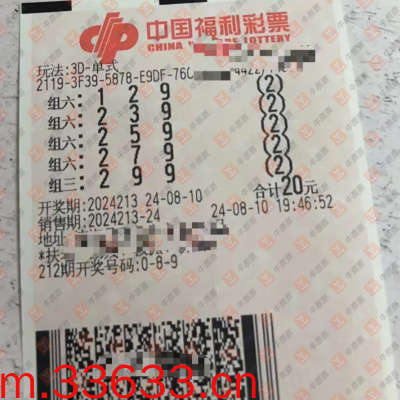 中国福利彩票
CHINA LOTTERY
玩法:3D-单式
2119-3F39-5878-E9DF-76
组六: 1 2 9 (2)
组六: 2 3 9 (2)
组六: 2 5 9 (2)
组六: 2 7 9 (2)
组三: 2 9 9 (2)
合计20元
开奖期:2024213 24-08-10
销售期:2024213-24 24-08-10 19:46:52
地址
212期开奖号码:0-8-9
m.33633.cn